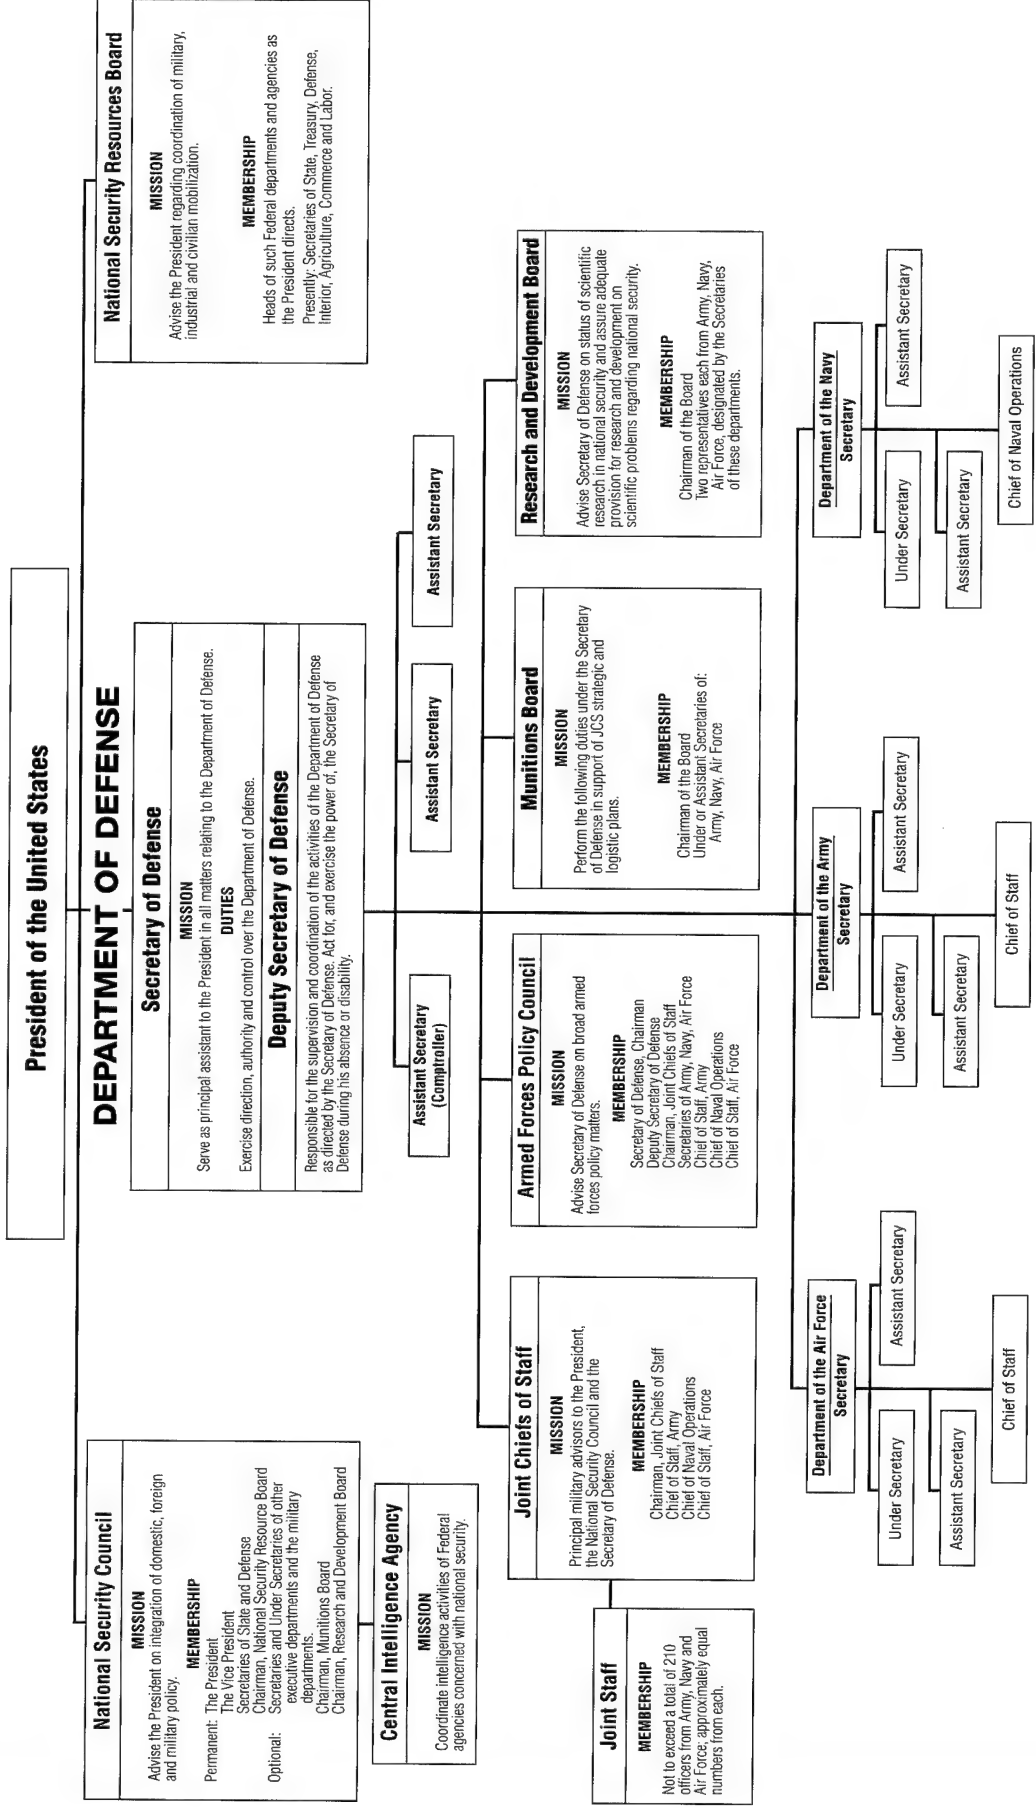 President of the United States
DEPARTMENT OF DEFENSE
National Security Council
MISSION
Advise the President on integration of domestic, foreign
and military policy.
MEMBERSHIP
Permanent: The President
The Vice President
Secretaries of State and Defense
Chairman, National Security Resource Board
Optional: Secretaries and Under Secretaries of other
executive departments and the military
departments.
Chairman, Munitions Board
Chairman, Research and Development Board
Central Intelligence Agency
MISSION
Coordinate intelligence activities of Federal
agencies concerned with national security.
Secretary of Defense
MISSION
Serve as principal assistant to the President in all matters relating to the Department of Defense.
DUTIES
Exercise direction, authority and control over the Department of Defense.
Deputy Secretary of Defense
Responsible for the supervision and coordination of the activities of the Department of Defense
as directed by the Secretary of Defense. Act for, and exercise the power of, the Secretary of
Defense during his absence or disability.
National Security Resources Board
MISSION
Advise the President regarding coordination of military,
industrial and civilian mobilization.
MEMBERSHIP
Heads of such Federal departments and agencies as
the President directs.
Presently: Secretaries of State, Treasury, Defense,
Interior, Agriculture, Commerce and Labor.
Assistant Secretary
(Comptroller)
Assistant Secretary
Assistant Secretary
Joint Staff
MEMBERSHIP
Not to exceed a total of 210
officers from Army, Navy and
Air Force; approximately equal
numbers from each.
Joint Chiefs of Staff
MISSION
Principal military advisors to the President,
the National Security Council and the
Secretary of Defense.
MEMBERSHIP
Chairman, Joint Chiefs of Staff
Chief of Staff, Army
Chief of Naval Operations
Chief of Staff, Air Force
Armed Forces Policy Council
MISSION
Advise Secretary of Defense on broad armed
forces policy matters.
MEMBERSHIP
Secretary of Defense, Chairman
Deputy Secretary of Defense
Chairman, Joint Chiefs of Staff
Secretaries of Army, Navy, Air Force
Chief of Staff, Army
Chief of Naval Operations
Chief of Staff, Air Force
Munitions Board
MISSION
Perform the following duties under the Secretary
of Defense in support of JCS strategic and
logistic plans.
MEMBERSHIP
Chairman of the Board
Under or Assistant Secretaries of:
Army, Navy, Air Force
Research and Development Board
MISSION
Advise Secretary of Defense on status of scientific
research in national security and assure adequate
provision for research and development on
scientific problems regarding national security.
MEMBERSHIP
Chairman of the Board
Two representatives each from Army, Navy,
Air Force, designated by the Secretaries
of these departments.
Department of the Air Force
Secretary
Under Secretary
Assistant Secretary
Assistant Secretary
Chief of Staff
Department of the Army
Secretary
Under Secretary
Assistant Secretary
Assistant Secretary
Chief of Staff
Department of the Navy
Secretary
Under Secretary
Assistant Secretary
Assistant Secretary
Chief of Naval Operations